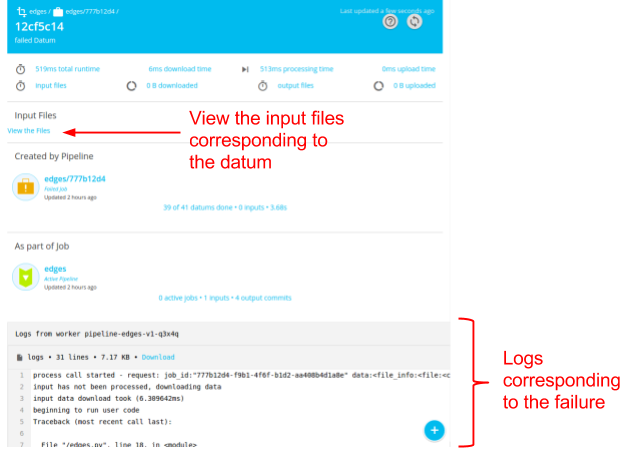 edges / edges/777b12d4 /
Last updated a few seconds ago
12cf5c14
failed Datum
519ms total runtime 6ms download time 513ms processing time 0ms upload time
input files 0 B downloaded output files 0 B uploaded
Input Files
View the Files
View the input files
corresponding to
the datum
Created by Pipeline
edges/777b12d4
Failed Job
Updated 2 hours ago
39 of 41 datums done • 0 inputs • 3.68s
As part of Job
edges
Active Pipeline
Updated 2 hours ago
0 active jobs • 1 inputs • 4 output commits
Logs from worker pipeline-edges-v1-q3x4q
logs • 31 lines • 7.17 KB • Download
1 process call started - request: job_id:"777b12d4-f9b1-4f6f-b1d2-aa408b4d1a8e" data:<file_info:<file:<c
2 input has not been processed, downloading data
3 input data download took (6.309642ms)
4 beginning to run user code
5 Traceback (most recent call last):
6
7 File "/edges.py", line 18, in <module>
+
Logs
corresponding
to the failure